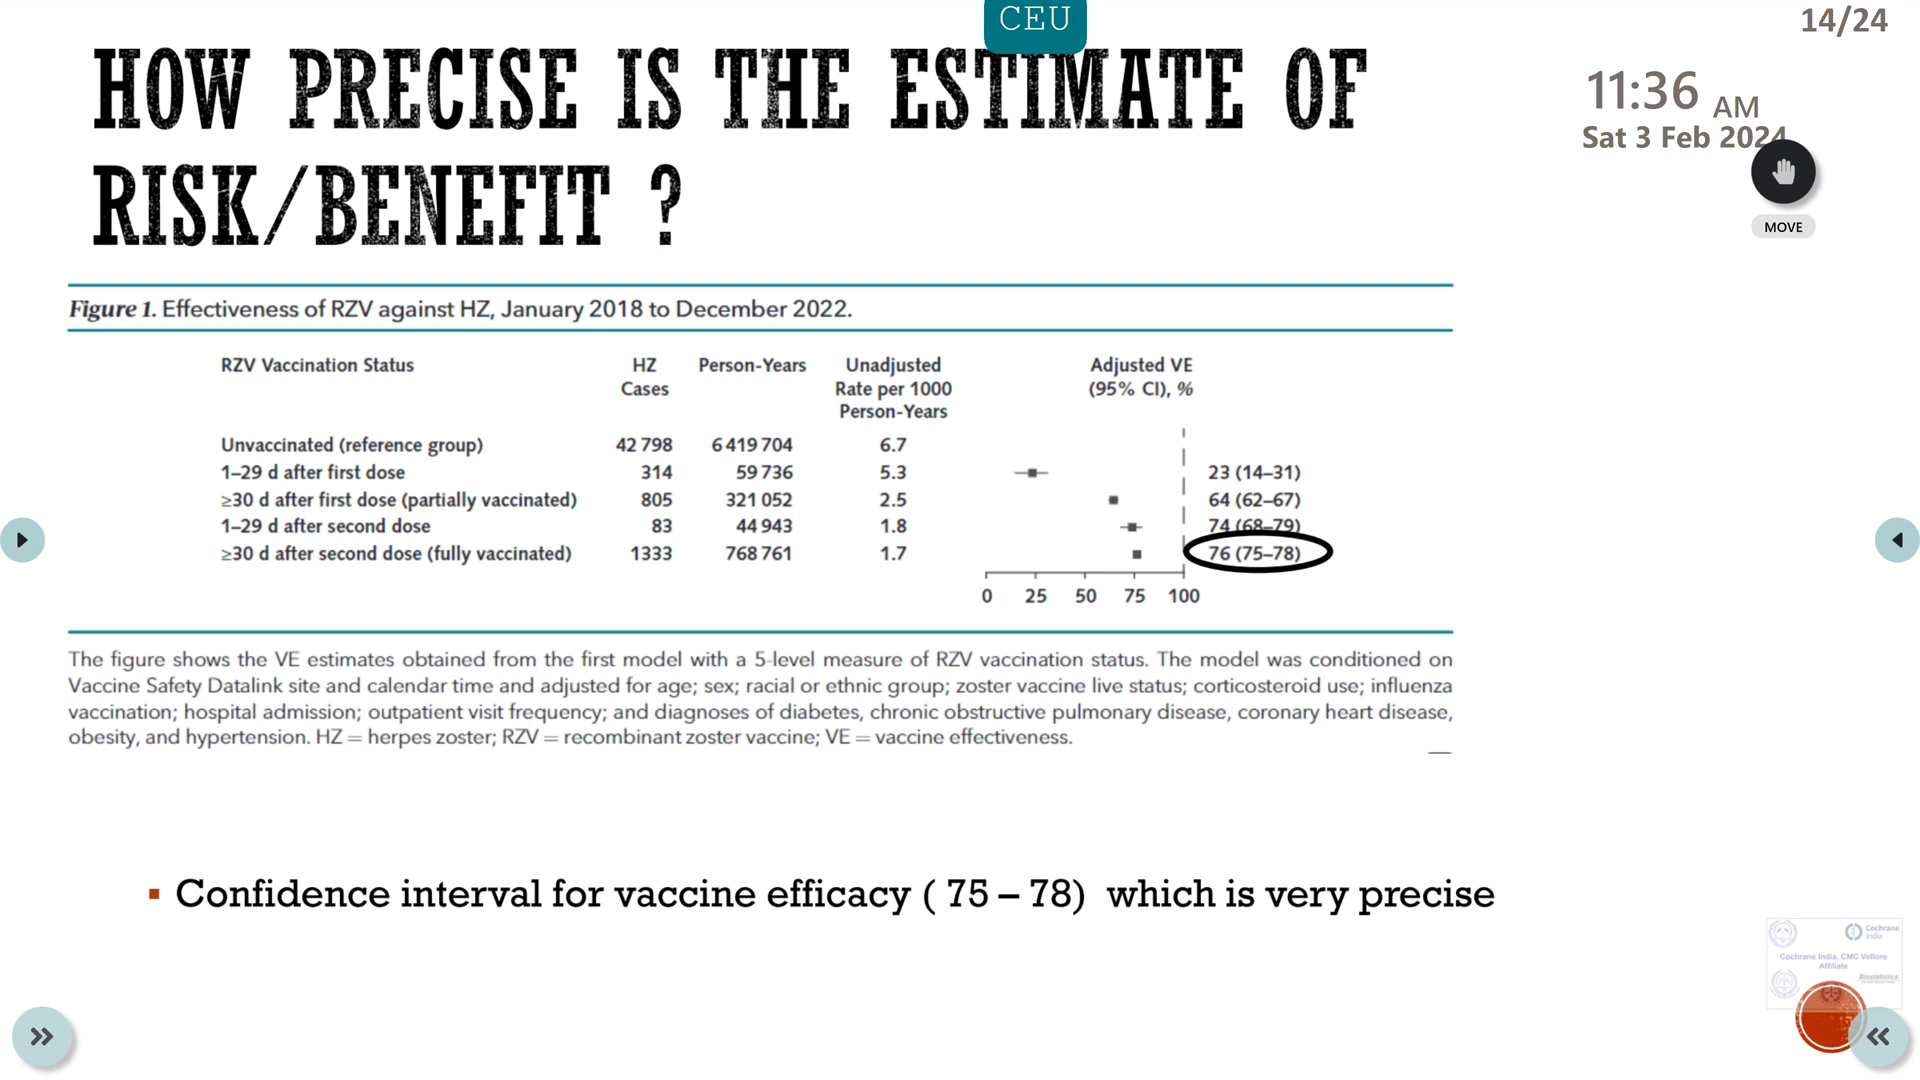 CEU
14/24
HOW PRECISE IS THE ESTIMATE OF
RISK/BENEFIT ?
11:36 AM
Sat 3 Feb 2024
MOVE
Figure 1. Effectiveness of RZV against HZ, January 2018 to December 2022.
RZV Vaccination Status HZ Cases Person-Years Unadjusted Rate per 1000 Person-Years Adjusted VE (95% CI), %
Unvaccinated (reference group) 42 798 6 419 704 6.7
1–29 d after first dose 314 59 736 5.3 23 (14–31)
≥30 d after first dose (partially vaccinated) 805 321 052 2.5 64 (62–67)
1–29 d after second dose 83 44 943 1.8 74 (68–79)
≥30 d after second dose (fully vaccinated) 1333 768 761 1.7 76 (75–78)
0 25 50 75 100
The figure shows the VE estimates obtained from the first model with a 5-level measure of RZV vaccination status. The model was conditioned on
Vaccine Safety Datalink site and calendar time and adjusted for age; sex; racial or ethnic group; zoster vaccine live status; corticosteroid use; influenza
vaccination; hospital admission; outpatient visit frequency; and diagnoses of diabetes, chronic obstructive pulmonary disease, coronary heart disease,
obesity, and hypertension. HZ = herpes zoster; RZV = recombinant zoster vaccine; VE = vaccine effectiveness.
▪ Confidence interval for vaccine efficacy ( 75 – 78) which is very precise
Cochrane
India
Cochrane India, CMC Vellore
Affiliate
Biostatistics